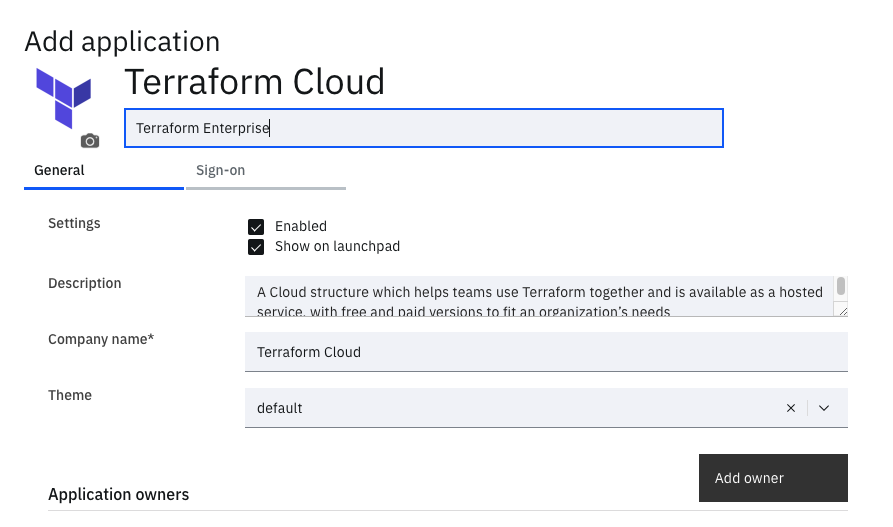 Add application
Terraform Cloud
Terraform Enterprise
General
Sign-on
Settings
Enabled
Show on launchpad
Description
A Cloud structure which helps teams use Terraform together and is available as a hosted
service, with free and paid versions to fit an organization’s needs
Company name*
Terraform Cloud
Theme
default
Add owner
Application owners